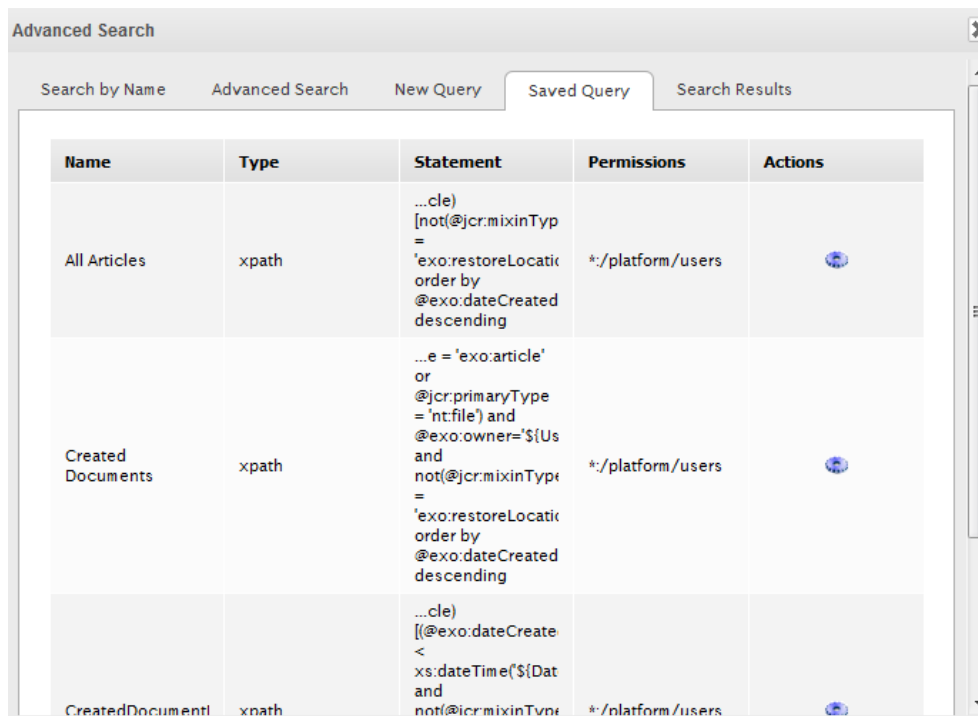 Advanced Search
Search by Name Advanced Search New Query Saved Query Search Results
Name Type Statement Permissions Actions
All Articles xpath ...cle)
[not(@jcr:mixinTyp
=
'exo:restoreLocatio
order by
@exo:dateCreated
descending
*:/platform/users
Created
Documents
xpath
...e = 'exo:article'
or
@jcr:primaryType
= 'nt:file') and
@exo:owner='${Us
and
not(@jcr:mixinType
=
'exo:restoreLocatio
order by
@exo:dateCreated
descending
*:/platform/users
CreatedDocumentl
xpath
...cle)
[(@exo:dateCreate
<
xs:dateTime('${Dat
and
not(@jcr:mixinType
*:/platform/users